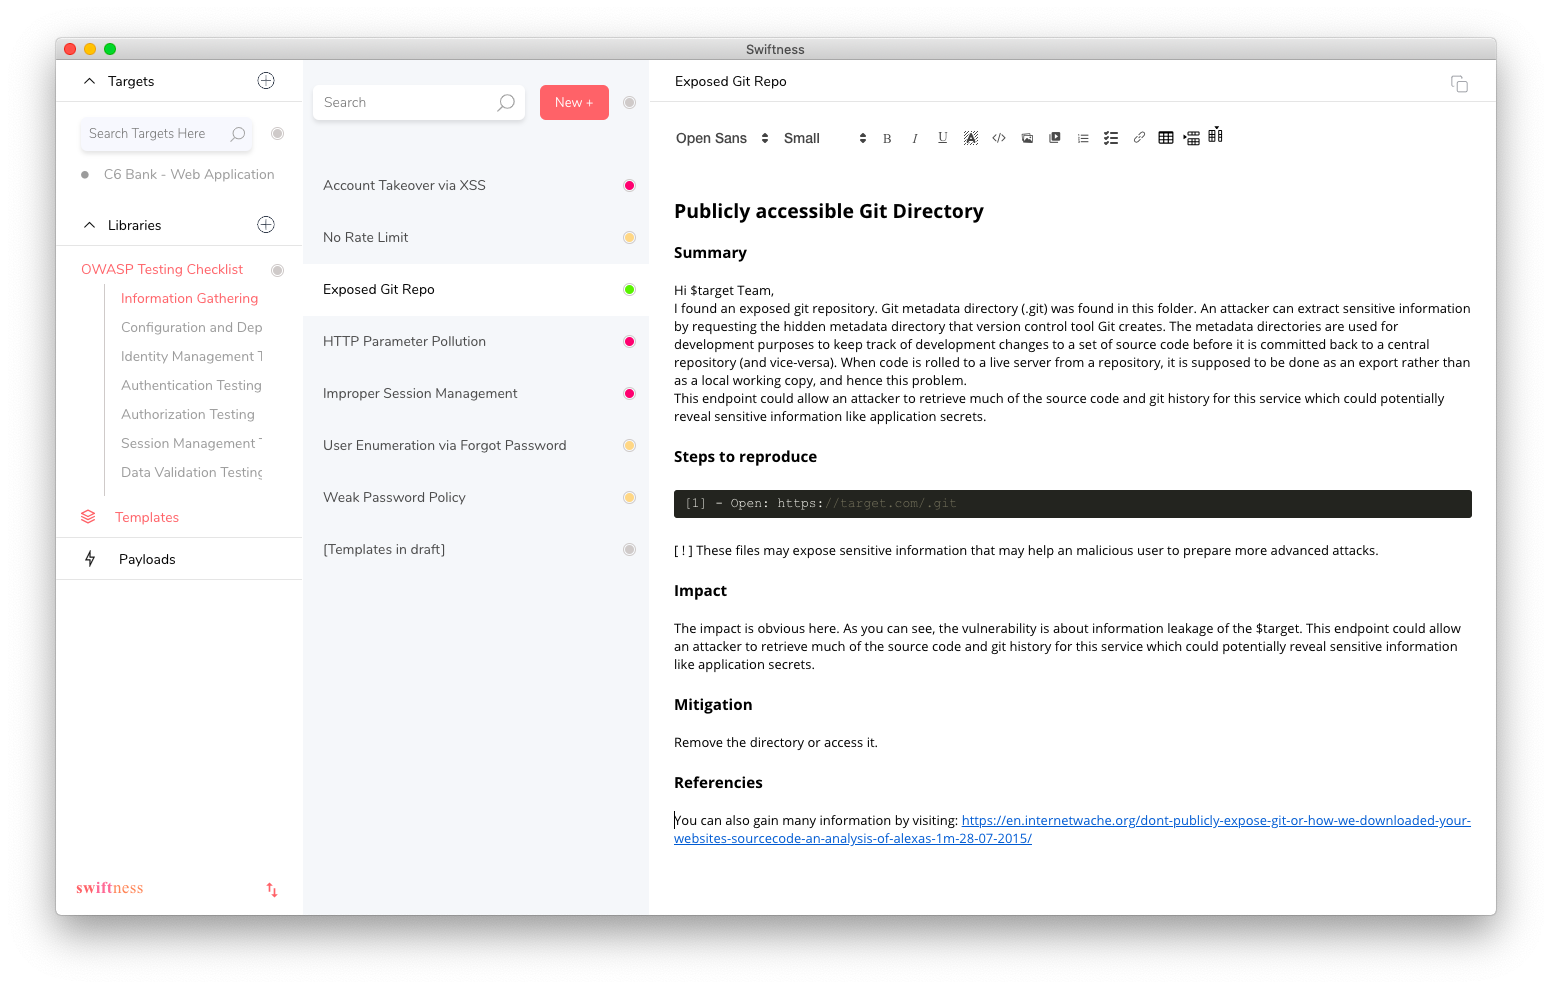 Swiftness
Targets
Search Targets Here
C6 Bank - Web Application
Libraries
OWASP Testing Checklist
Information Gathering
Configuration and Dep
Identity Management T
Authentication Testing
Authorization Testing
Session Management T
Data Validation Testing
Templates
Payloads
swiftness
Search
New +
Account Takeover via XSS
No Rate Limit
Exposed Git Repo
HTTP Parameter Pollution
Improper Session Management
User Enumeration via Forgot Password
Weak Password Policy
[Templates in draft]
Exposed Git Repo
Open Sans Small B I U A </>
Publicly accessible Git Directory
Summary
Hi $target Team,
I found an exposed git repository. Git metadata directory (.git) was found in this folder. An attacker can extract sensitive information
by requesting the hidden metadata directory that version control tool Git creates. The metadata directories are used for
development purposes to keep track of development changes to a set of source code before it is committed back to a central
repository (and vice-versa). When code is rolled to a live server from a repository, it is supposed to be done as an export rather than
as a local working copy, and hence this problem.
This endpoint could allow an attacker to retrieve much of the source code and git history for this service which could potentially
reveal sensitive information like application secrets.
Steps to reproduce
[1] - Open: https://target.com/.git
[ ! ] These files may expose sensitive information that may help an malicious user to prepare more advanced attacks.
Impact
The impact is obvious here. As you can see, the vulnerability is about information leakage of the $target. This endpoint could allow
an attacker to retrieve much of the source code and git history for this service which could potentially reveal sensitive information
like application secrets.
Mitigation
Remove the directory or access it.
Referencies
You can also gain many information by visiting: https://en.internetwache.org/dont-publicly-expose-git-or-how-we-downloaded-your-
websites-sourcecode-an-analysis-of-alexas-1m-28-07-2015/